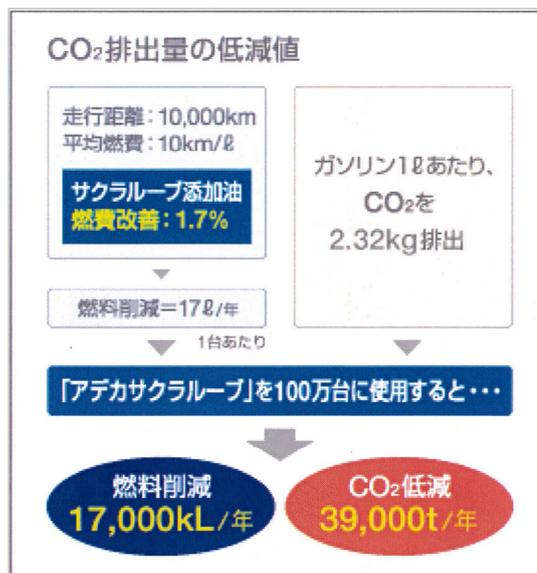 CO₂排出量の低減値
走行距離：10,000km
平均燃費：10km/ℓ
サクラルーブ添加油
燃費改善：1.7%
燃料削減＝17ℓ/年
1台あたり
ガソリン1ℓあたり、
CO₂を
2.32kg排出
「アデカサクラルーブ」を100万台に使用すると・・・
燃料削減
17,000kL/年
CO₂低減
39,000t/年